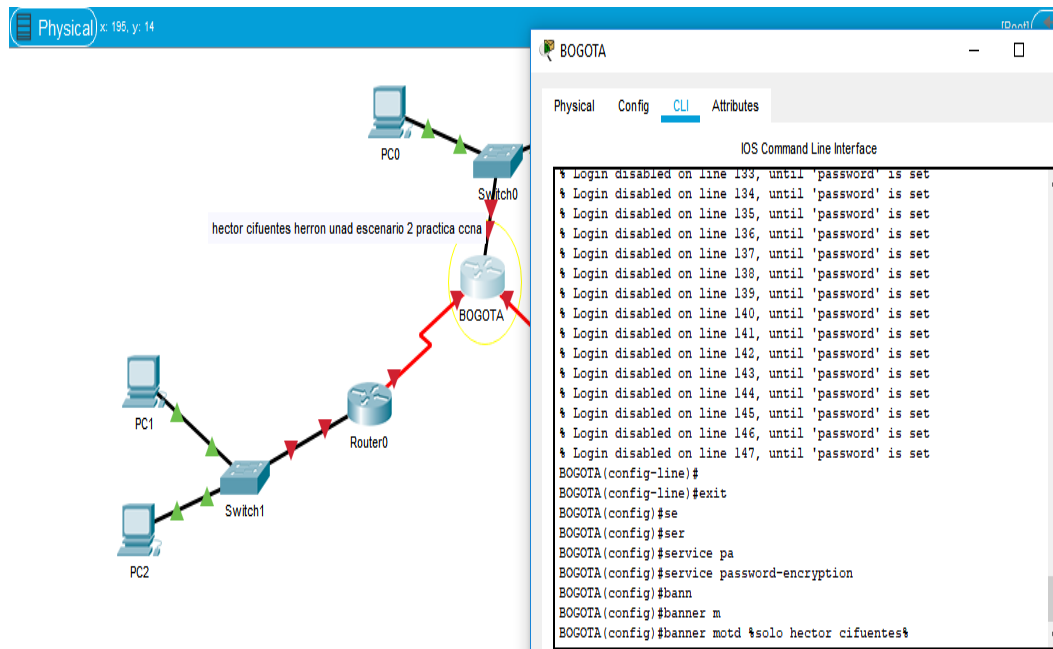 Physical x: 195, y: 14
[Root]
BOGOTA
Physical Config CLI Attributes
IOS Command Line Interface
PC0
Switch0
hector cifuentes herron unad escenario 2 practica ccna
BOGOTA
PC1
Router0
Switch1
PC2
% Login disabled on line 133, until 'password' is set
% Login disabled on line 134, until 'password' is set
% Login disabled on line 135, until 'password' is set
% Login disabled on line 136, until 'password' is set
% Login disabled on line 137, until 'password' is set
% Login disabled on line 138, until 'password' is set
% Login disabled on line 139, until 'password' is set
% Login disabled on line 140, until 'password' is set
% Login disabled on line 141, until 'password' is set
% Login disabled on line 142, until 'password' is set
% Login disabled on line 143, until 'password' is set
% Login disabled on line 144, until 'password' is set
% Login disabled on line 145, until 'password' is set
% Login disabled on line 146, until 'password' is set
% Login disabled on line 147, until 'password' is set
BOGOTA(config-line)#
BOGOTA(config-line)#exit
BOGOTA(config)#se
BOGOTA(config)#ser
BOGOTA(config)#service pa
BOGOTA(config)#service password-encryption
BOGOTA(config)#bann
BOGOTA(config)#banner m
BOGOTA(config)#banner motd %solo hector cifuentes%